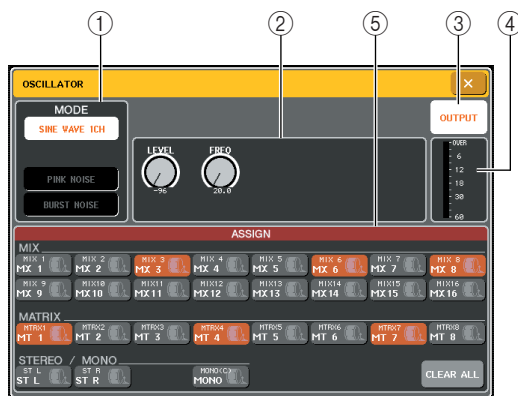 ① ② ⑤ ③ ④
OSCILLATOR ×
MODE
SINE WAVE 1CH
PINK NOISE
BURST NOISE
LEVEL FREQ
-96 20.0
OUTPUT
OVER
6
12
18
30
60
ASSIGN
MIX
MIX 1 MIX 2 MIX 3 MIX 4 MIX 5 MIX 6 MIX 7 MIX 8
MX 1 MX 2 MX 3 MX 4 MX 5 MX 6 MX 7 MX 8
MIX 9 MIX10 MIX11 MIX12 MIX13 MIX14 MIX15 MIX16
MX 9 MX10 MX11 MX12 MX13 MX14 MX15 MX16
MATRIX
MTRX1 MTRX2 MTRX3 MTRX4 MTRX5 MTRX6 MTRX7 MTRX8
MT 1 MT 2 MT 3 MT 4 MT 5 MT 6 MT 7 MT 8
STEREO / MONO
ST L ST R MONO(C)
ST L ST R MONO
CLEAR ALL